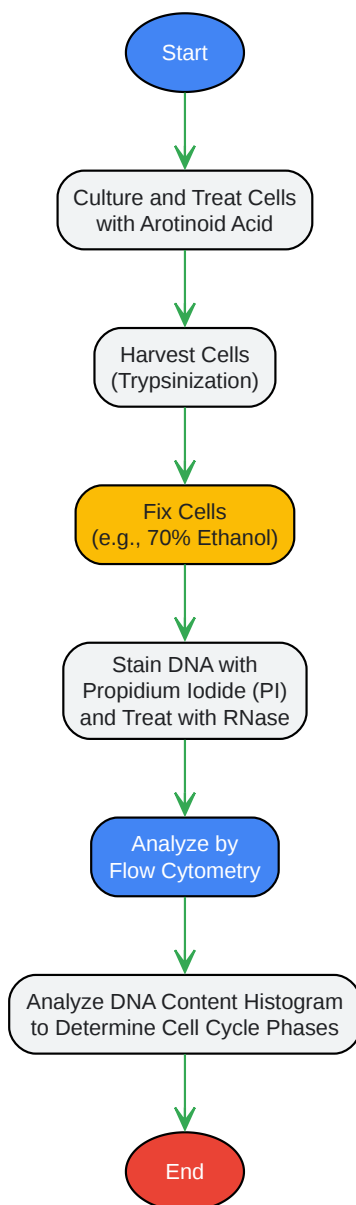 Start
Culture and Treat Cells
with Arotinoid Acid
Harvest Cells
(Trypsinization)
Fix Cells
(e.g., 70% Ethanol)
Stain DNA with
Propidium Iodide (PI)
and Treat with RNase
Analyze by
Flow Cytometry
Analyze DNA Content Histogram
to Determine Cell Cycle Phases
End